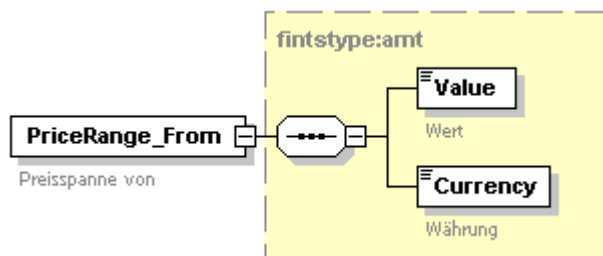 fintstype:amt
Value
Wert
PriceRange_From
Preisspanne von
Currency
Währung